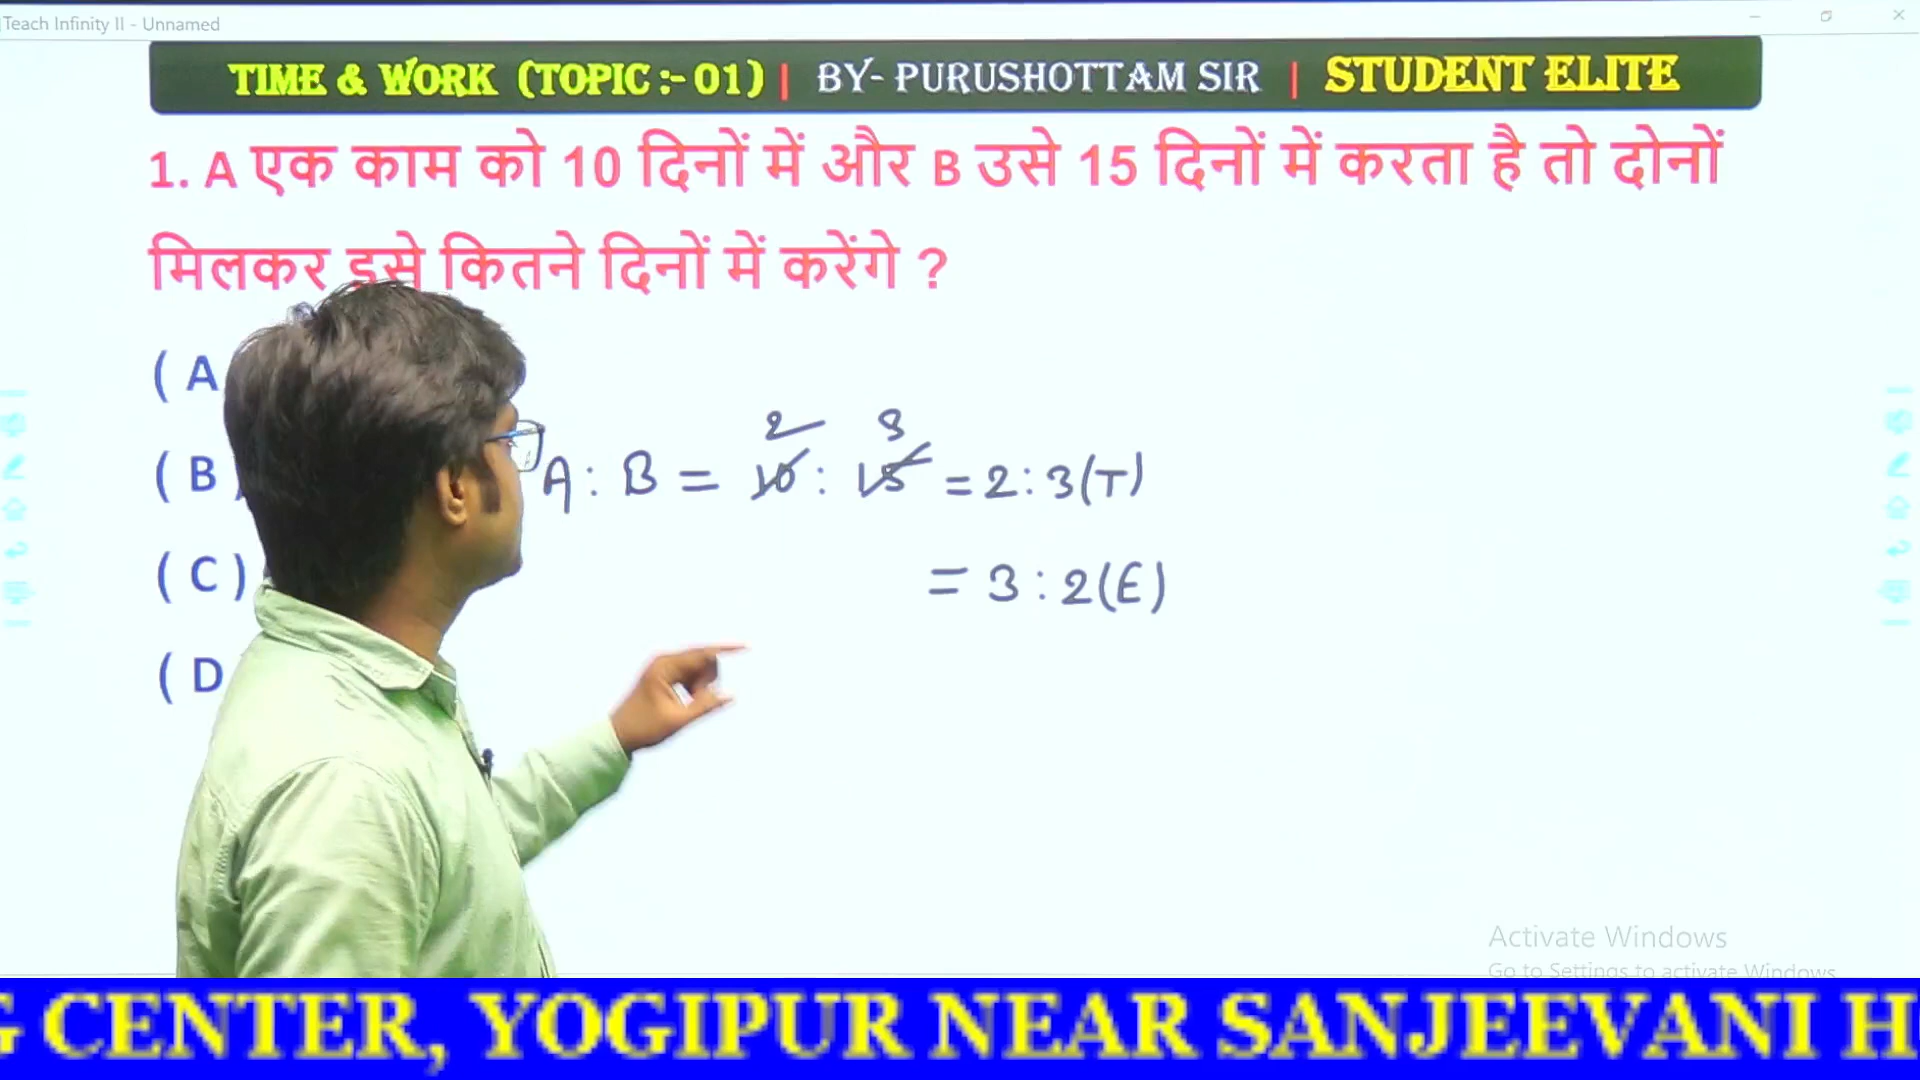 Teach Infinity II - Unnamed
TIME & WORK (TOPIC :- 01) | BY- PURUSHOTTAM SIR | STUDENT ELITE
1. A एक काम को 10 दिनों में और B उसे 15 दिनों में करता है तो दोनों
मिलकर इसे कितने दिनों में करेंगे ?
( A
( B )
( C )
( D
2 3
A : B = 10 : 15 = 2 : 3 (T)
= 3 : 2 (E)
Activate Windows
Go to Settings to activate Windows
G CENTER, YOGIPUR NEAR SANJEEVANI H